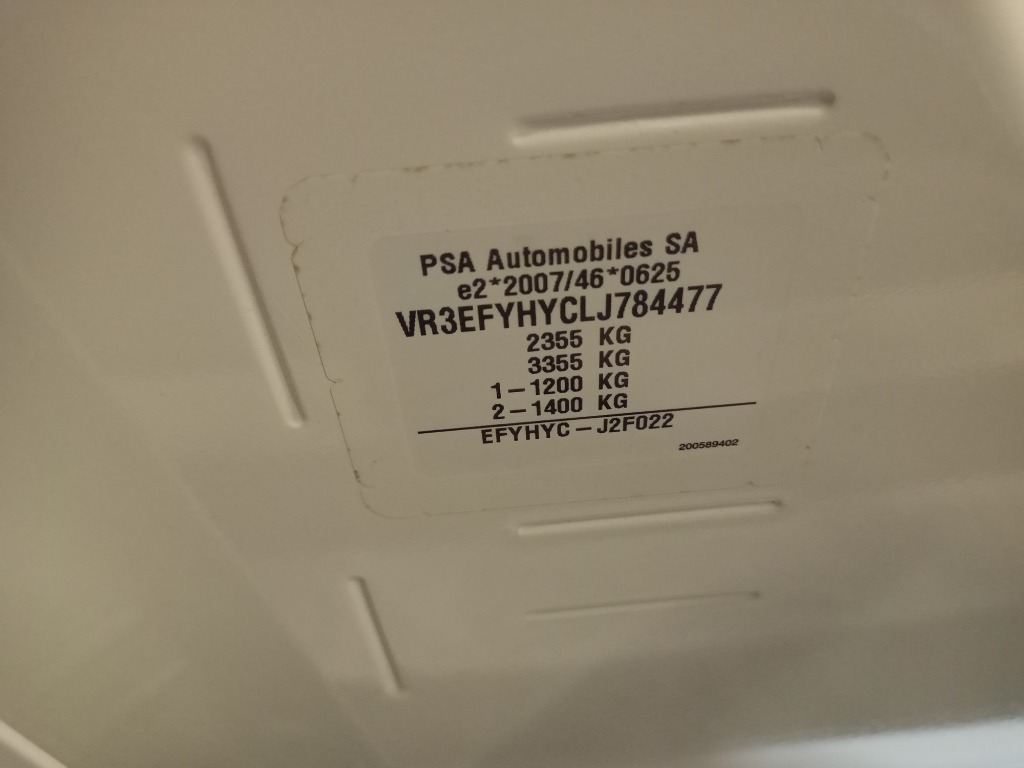 PSA Automobiles SA
e2*2007/46*0625
VR3EFYHYCLJ784477
2355 KG
3355 KG
1-1200 KG
2-1400 KG
EFYHYC-J2F022
200589402